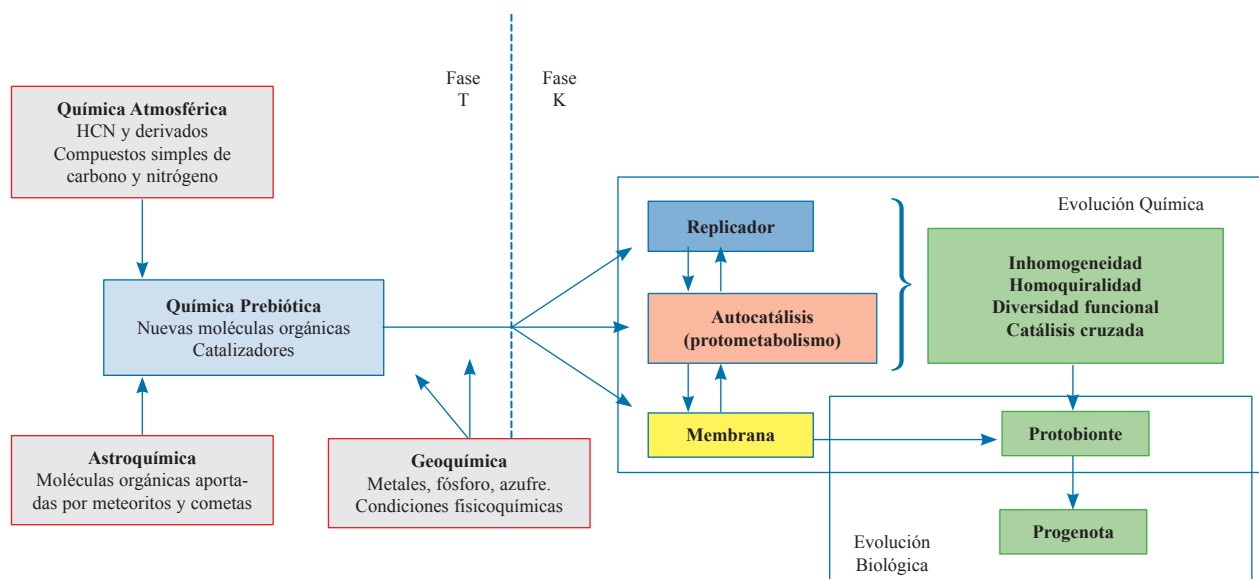 Fase
T
Fase
K
Química Atmosférica
HCN y derivados
Compuestos simples de
carbono y nitrógeno
Química Prebiótica
Nuevas moléculas orgánicas
Catalizadores
Astroquímica
Moléculas orgánicas aporta-
das por meteoritos y cometas
Geoquímica
Metales, fósforo, azufre.
Condiciones fisicoquímicas
Evolución Química
Replicador
Autocatálisis
(protometabolismo)
Membrana
Inhomogeneidad
Homoquiralidad
Diversidad funcional
Catálisis cruzada
Protobionte
Progenota
Evolución
Biológica